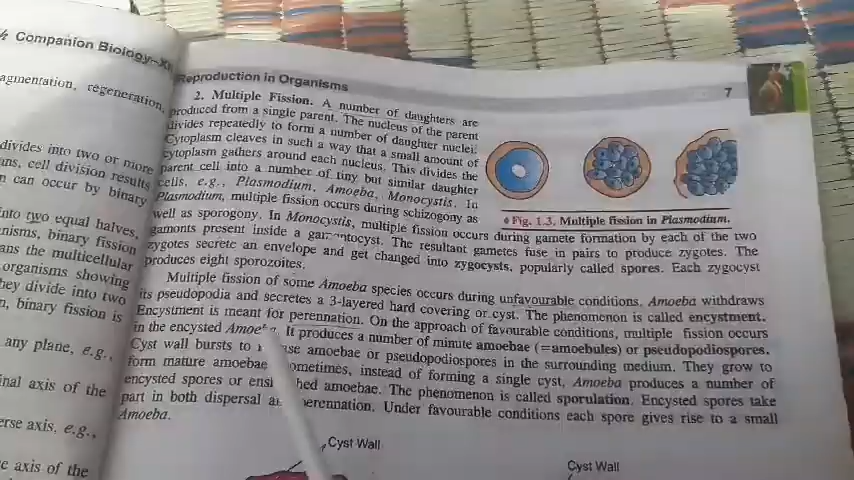 Companion Biology–XI
agmentation, regeneration,
divides into two or more
ans, cell division results
n can occur by binary
into two equal halves,
nisms, binary fission
ans the multicellular
organisms showing
hey divide into two
n, binary fission is
any plane, e.g.,
inal axis of the
erse axis, e.g.,
e axis of the
Reproduction in Organisms
7
2. Multiple Fission. A number of daughters are
produced from a single parent. The nucleus of the parent
divides repeatedly to form a number of daughter nuclei.
Cytoplasm cleaves in such a way that a small amount of
cytoplasm gathers around each nucleus. This divides the
parent cell into a number of tiny but similar daughter
cells, e.g., Plasmodium, Amoeba, Monocystis. In
Plasmodium, multiple fission occurs during schizogony as
well as sporogony. In Monocystis, multiple fission occurs during gamete formation by each of the two
gamonts present inside a gamontocyst. The resultant gametes fuse in pairs to produce zygotes. The
zygotes secrete an envelope and get changed into zygocysts, popularly called spores. Each zygocyst
produces eight sporozoites.
Fig. 1.3. Multiple fission in Plasmodium.
Multiple fission of some Amoeba species occurs during unfavourable conditions. Amoeba withdraws
its pseudopodia and secretes a 3-layered hard covering or cyst. The phenomenon is called encystment.
Encystment is meant for perennation. On the approach of favourable conditions, multiple fission occurs
in the encysted Amoeba. It produces a number of minute amoebae (=amoebules) or pseudopodiospores.
Cyst wall bursts to ase amoebae or pseudopodiospores in the surrounding medium. They grow to
form mature amoebae ometimes, instead of forming a single cyst, Amoeba produces a number of
encysted spores or ensh hed amoebae. The phenomenon is called sporulation. Encysted spores take
part in both dispersal a perennation. Under favourable conditions each spore gives rise to a small
Amoeba.
Cyst Wall
Cyst Wall